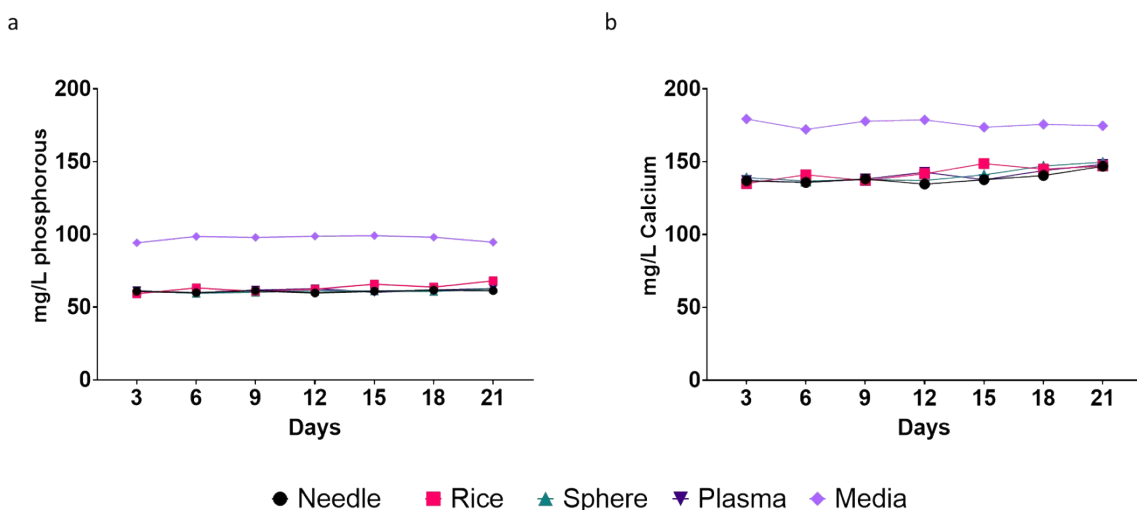 a
b
mg/L phosphorous
200
150
100
50
0
3 6 9 12 15 18 21
Days
mg/L Calcium
200
150
100
50
0
3 6 9 12 15 18 21
Days
Needle Rice Sphere Plasma Media